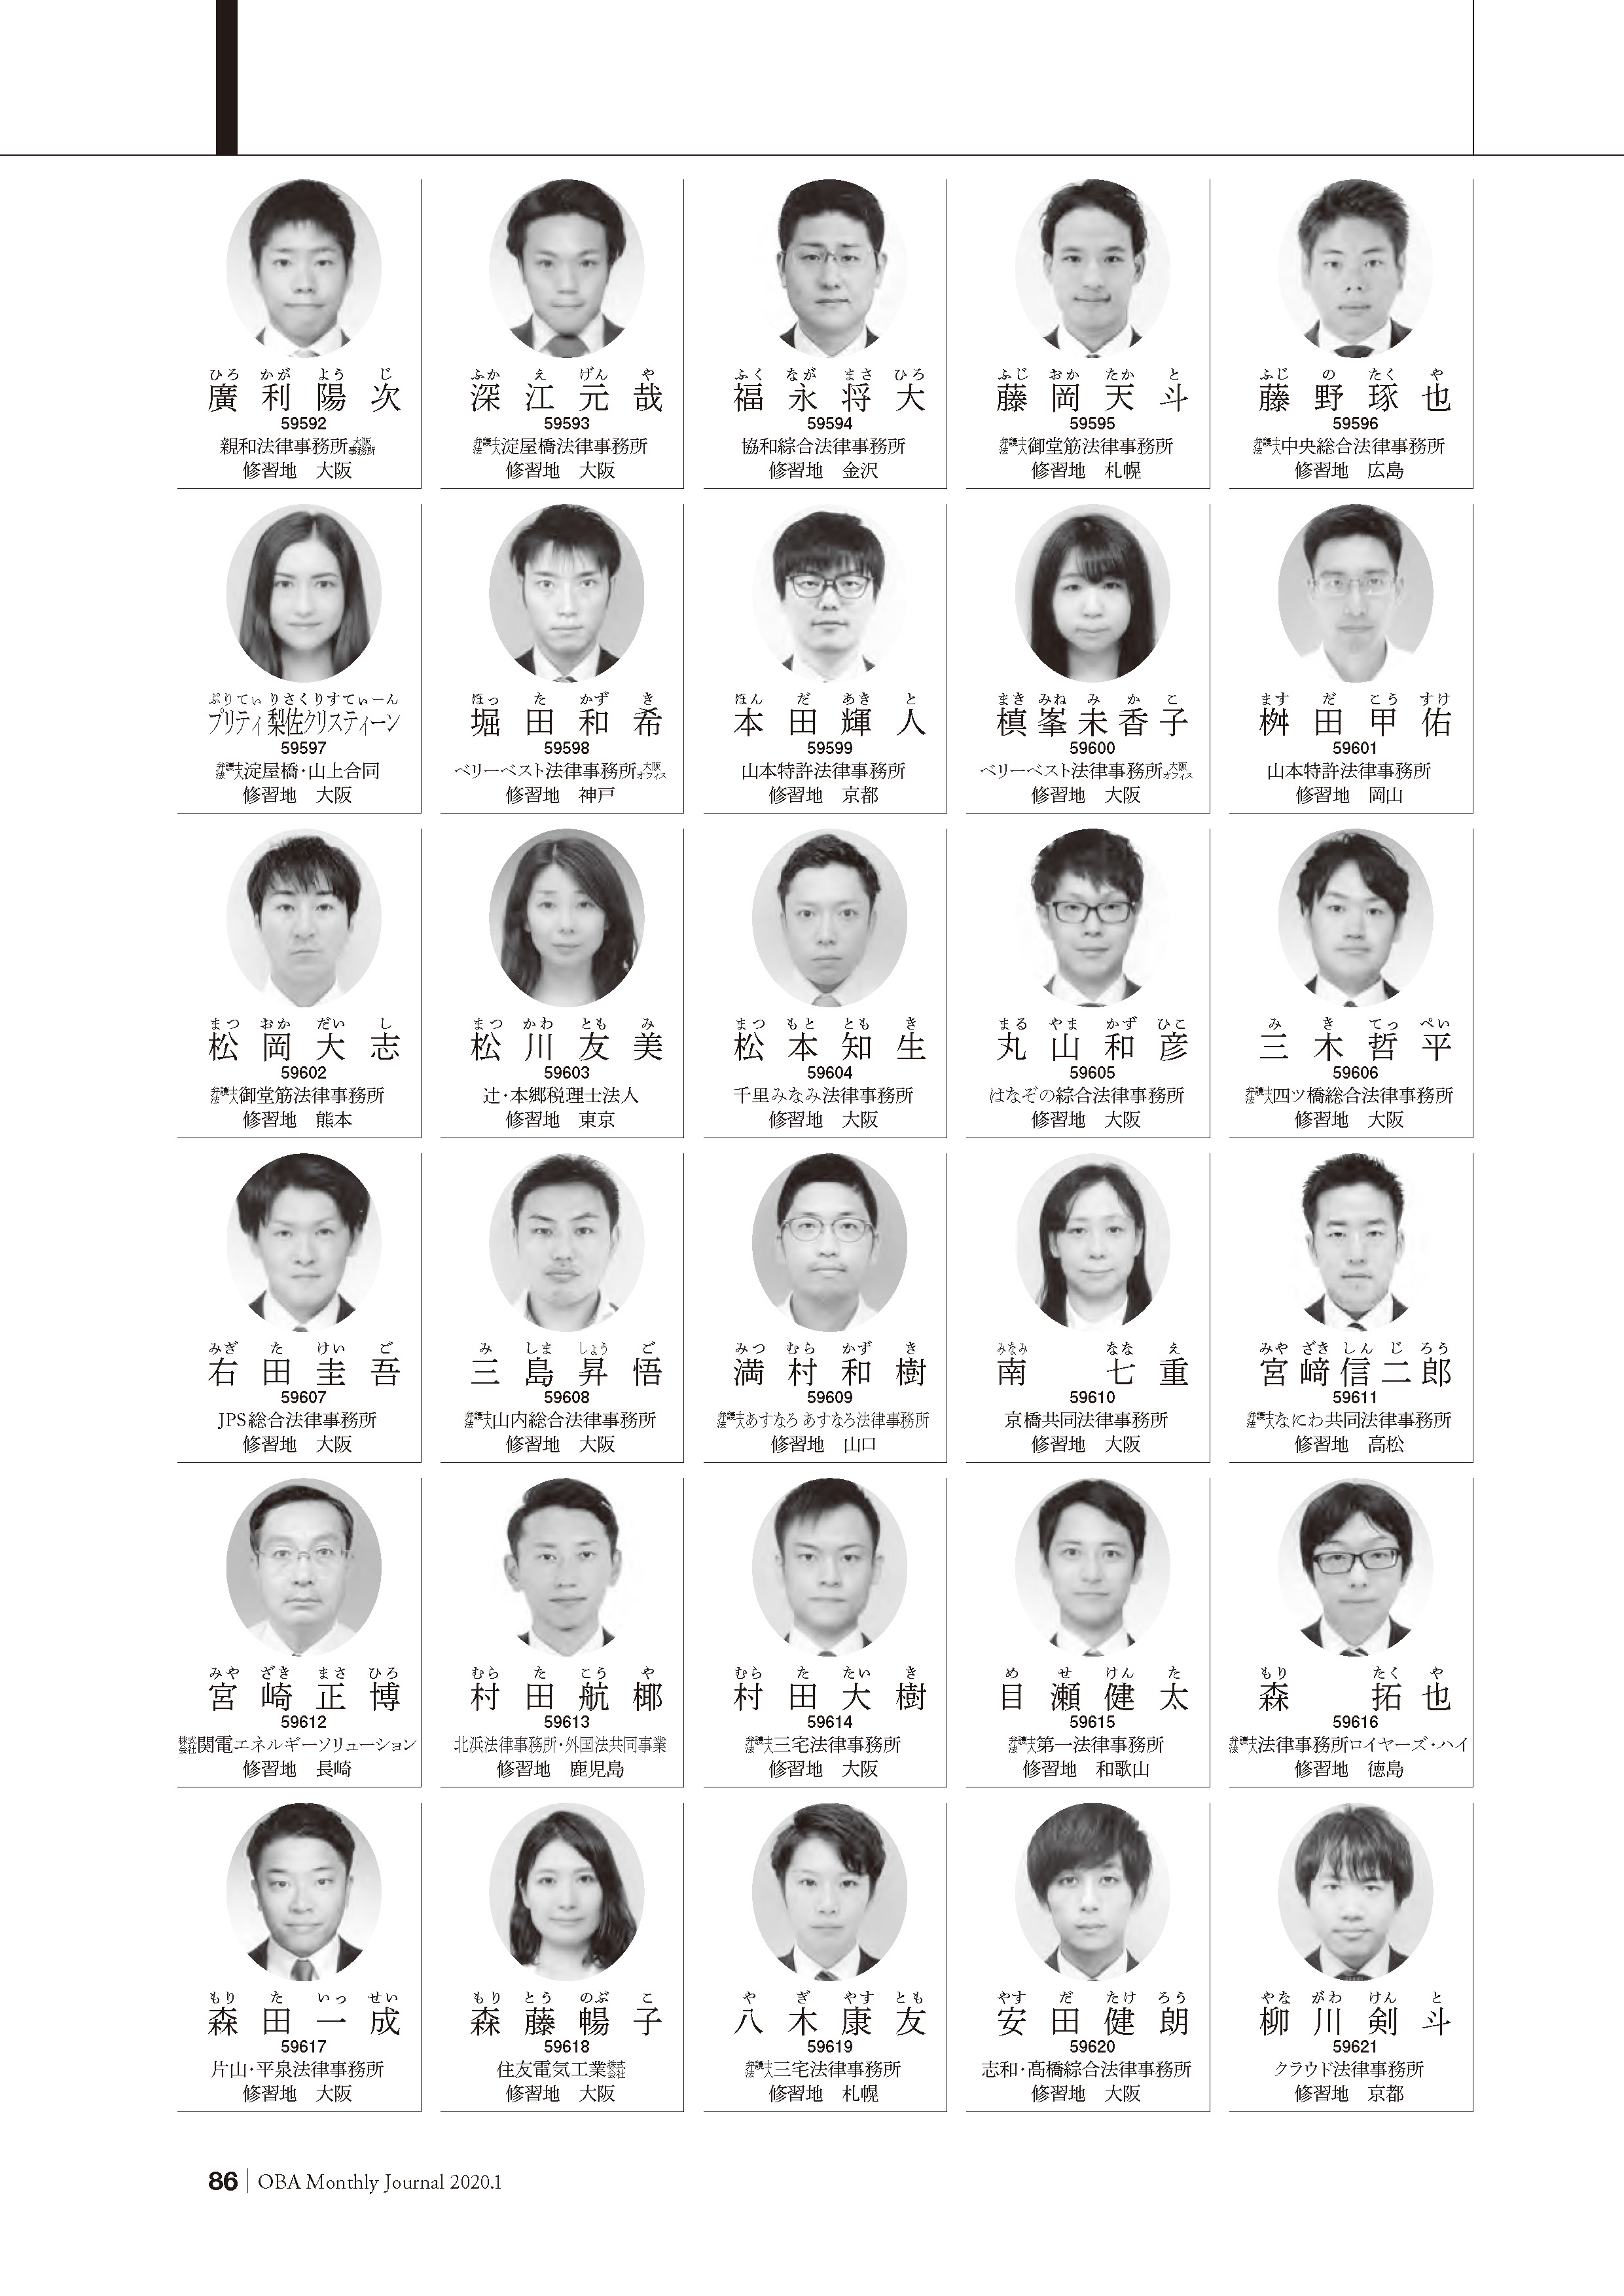 ひろ かが よう じ
廣利陽次
59592
親和法律事務所大阪事務所
修習地 大阪
ふか え げん や
深江元哉
59593
弁護士法人淀屋橋法律事務所
修習地 大阪
ふく なが まさ ひろ
福永将大
59594
協和綜合法律事務所
修習地 金沢
ふじ おか たか と
藤岡天斗
59595
弁護士法人御堂筋法律事務所
修習地 札幌
ふじ の たく や
藤野琢也
59596
弁護士法人中央総合法律事務所
修習地 広島
ぷりてぃ りさくりすてぃーん
プリティ 梨佐クリスティーン
59597
弁護士法人淀屋橋・山上合同
修習地 大阪
ほっ た かず き
堀田和希
59598
ベリーベスト法律事務所大阪オフィス
修習地 神戸
ほん だ あき と
本田輝人
59599
山本特許法律事務所
修習地 京都
まき みね み か こ
槙峯未香子
59600
ベリーベスト法律事務所大阪オフィス
修習地 大阪
ます だ こう すけ
桝田甲佑
59601
山本特許法律事務所
修習地 岡山
まつ おか だい し
松岡大志
59602
弁護士法人御堂筋法律事務所
修習地 熊本
まつ かわ とも み
松川友美
59603
辻・本郷税理士法人
修習地 東京
まつ もと とも き
松本知生
59604
千里みなみ法律事務所
修習地 大阪
まる やま かず ひこ
丸山和彦
59605
はなぞの綜合法律事務所
修習地 大阪
み き てっ ぺい
三木哲平
59606
弁護士法人四ツ橋総合法律事務所
修習地 大阪
みぎ た けい ご
右田圭吾
59607
JPS総合法律事務所
修習地 大阪
み しま しょう ご
三島昇悟
59608
弁護士法人山内総合法律事務所
修習地 大阪
みつ むら かず き
満村和樹
59609
弁護士法人あすなろ あすなろ法律事務所
修習地 山口
みなみ なな え
南 七重
59610
京橋共同法律事務所
修習地 大阪
みや ざき しん じ ろう
宮﨑信二郎
59611
弁護士法人なにわ共同法律事務所
修習地 高松
みや ざき まさ ひろ
宮崎正博
59612
株式会社関電エネルギーソリューション
修習地 長崎
むら た こう や
村田航椰
59613
北浜法律事務所・外国法共同事業
修習地 鹿児島
むら た たい き
村田大樹
59614
弁護士法人三宅法律事務所
修習地 大阪
め せ けん た
目瀬健太
59615
弁護士法人第一法律事務所
修習地 和歌山
もり たく や
森 拓也
59616
弁護士法人法律事務所ロイヤーズ・ハイ
修習地 徳島
もり た いっ せい
森田一成
59617
片山・平泉法律事務所
修習地 大阪
もり とう のぶ こ
森藤暢子
59618
住友電気工業株式会社
修習地 大阪
や ぎ やす とも
八木康友
59619
弁護士法人三宅法律事務所
修習地 札幌
やす だ たけ ろう
安田健朗
59620
志和・髙橋綜合法律事務所
修習地 大阪
やな がわ けん と
柳川剣斗
59621
クラウド法律事務所
修習地 京都
86 OBA Monthly Journal 2020.1